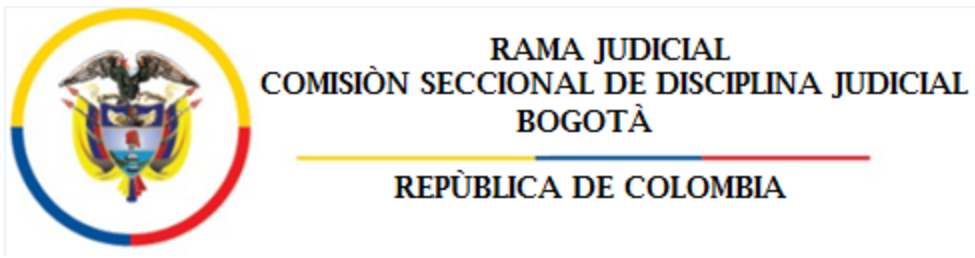 RAMA JUDICIAL
COMISIÒN SECCIONAL DE DISCIPLINA JUDICIAL
BOGOTÀ
REPÙBLICA DE COLOMBIA